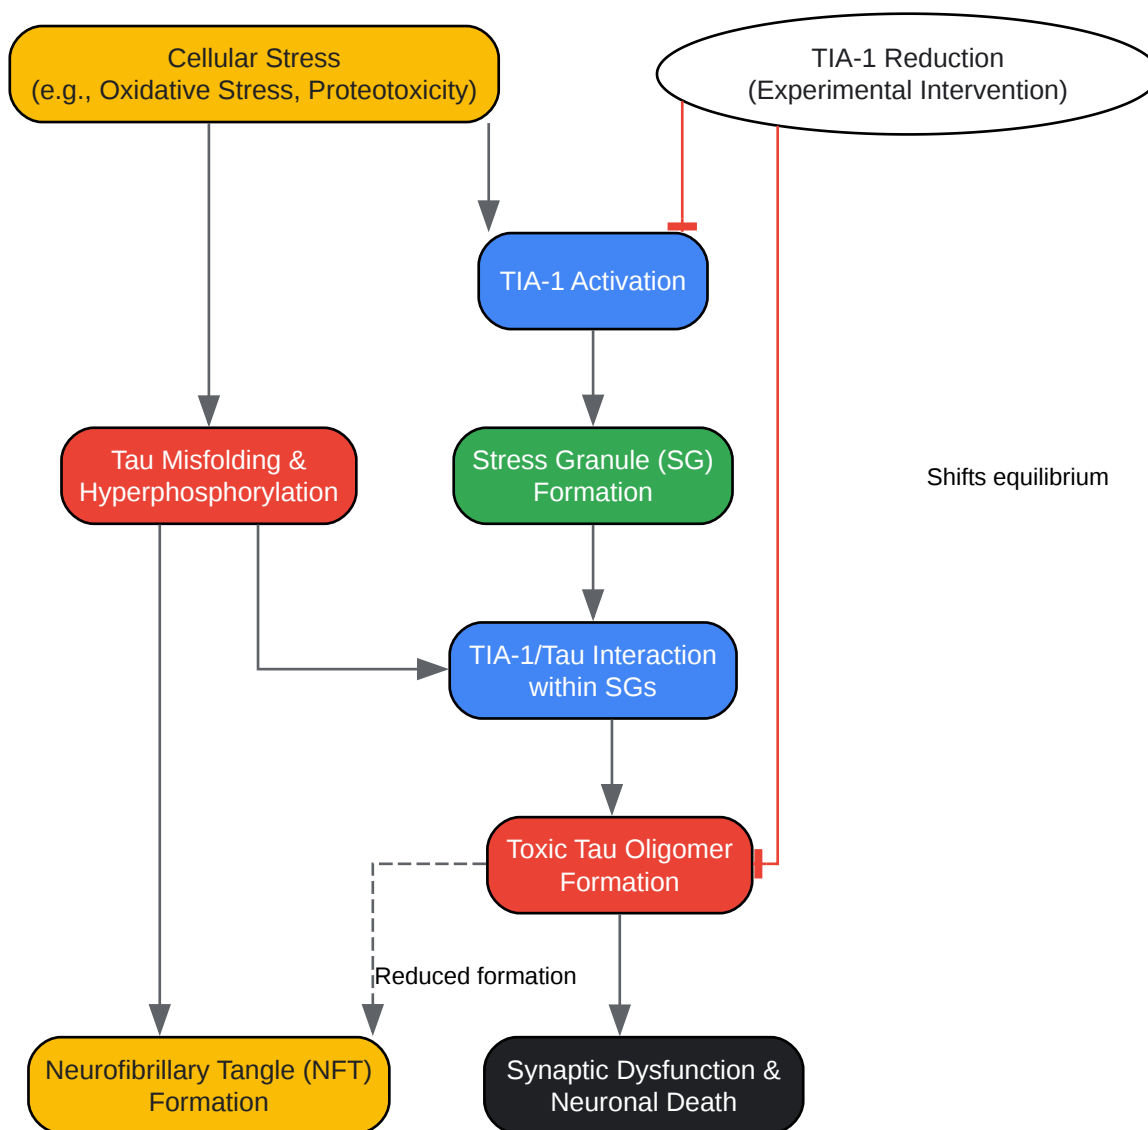 Cellular Stress
(e.g., Oxidative Stress, Proteotoxicity)
TIA-1 Reduction
(Experimental Intervention)
TIA-1 Activation
Tau Misfolding &
Hyperphosphorylation
Stress Granule (SG)
Formation
Shifts equilibrium
TIA-1/Tau Interaction
within SGs
Toxic Tau Oligomer
Formation
Reduced formation
Neurofibrillary Tangle (NFT)
Formation
Synaptic Dysfunction &
Neuronal Death